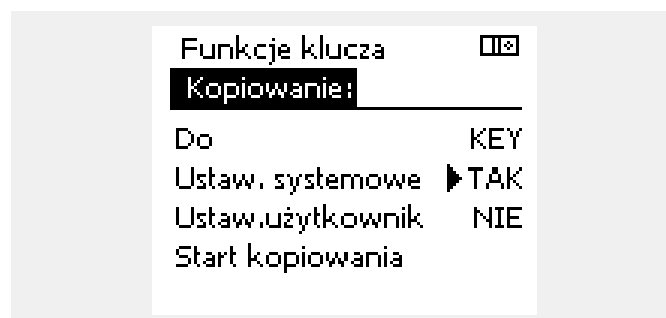 Funkcje klucza
Kopiowanie:
Do KEY
Ustaw. systemowe TAK
Ustaw.użytkownik NIE
Start kopiowania